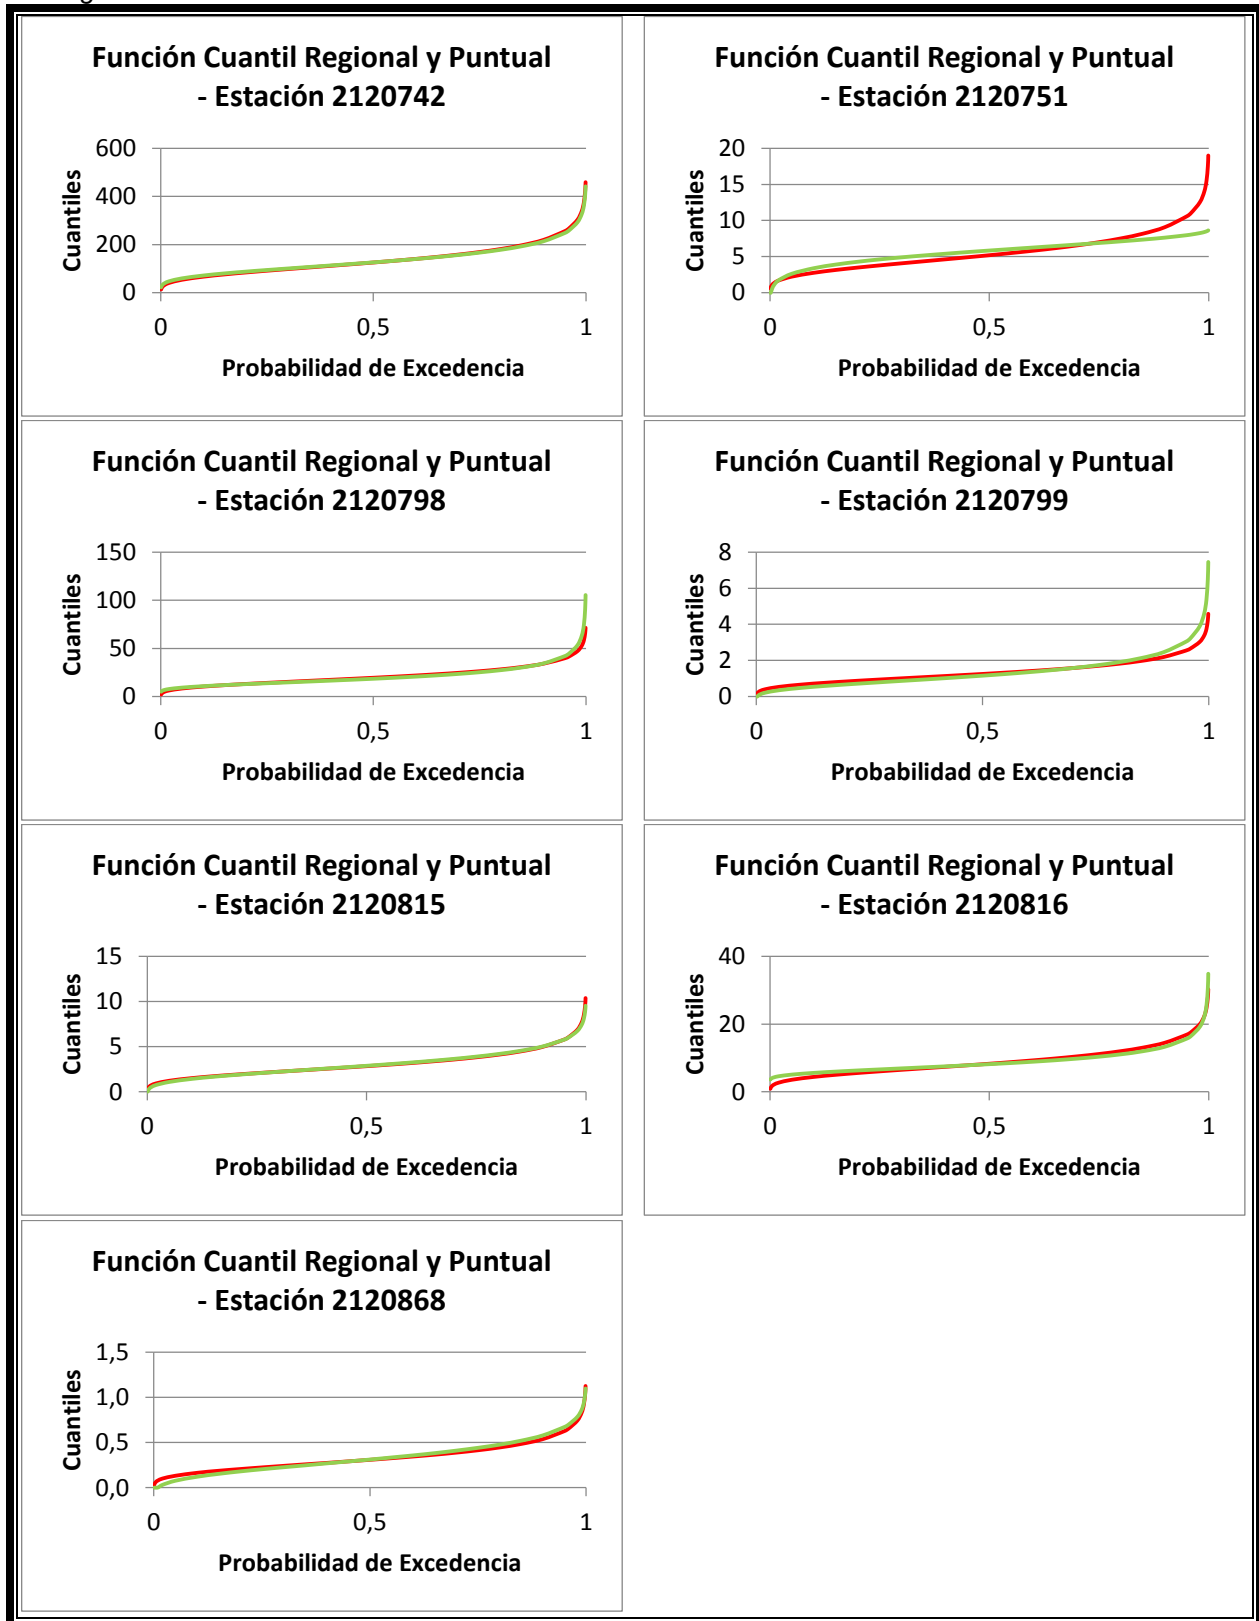 Función Cuantil Regional y Puntual
- Estación 2120742
600
400
200
0
Cuantiles
0
0,5
1
Probabilidad de Excedencia
Función Cuantil Regional y Puntual
- Estación 2120751
20
15
10
5
0
Cuantiles
0
0,5
1
Probabilidad de Excedencia
Función Cuantil Regional y Puntual
- Estación 2120798
150
100
50
0
Cuantiles
0
0,5
1
Probabilidad de Excedencia
Función Cuantil Regional y Puntual
- Estación 2120799
8
6
4
2
0
Cuantiles
0
0,5
1
Probabilidad de Excedencia
Función Cuantil Regional y Puntual
- Estación 2120815
15
10
5
0
Cuantiles
0
0,5
1
Probabilidad de Excedencia
Función Cuantil Regional y Puntual
- Estación 2120816
40
20
0
Cuantiles
0
0,5
1
Probabilidad de Excedencia
Función Cuantil Regional y Puntual
- Estación 2120868
1,5
1,0
0,5
0,0
Cuantiles
0
0,5
1
Probabilidad de Excedencia